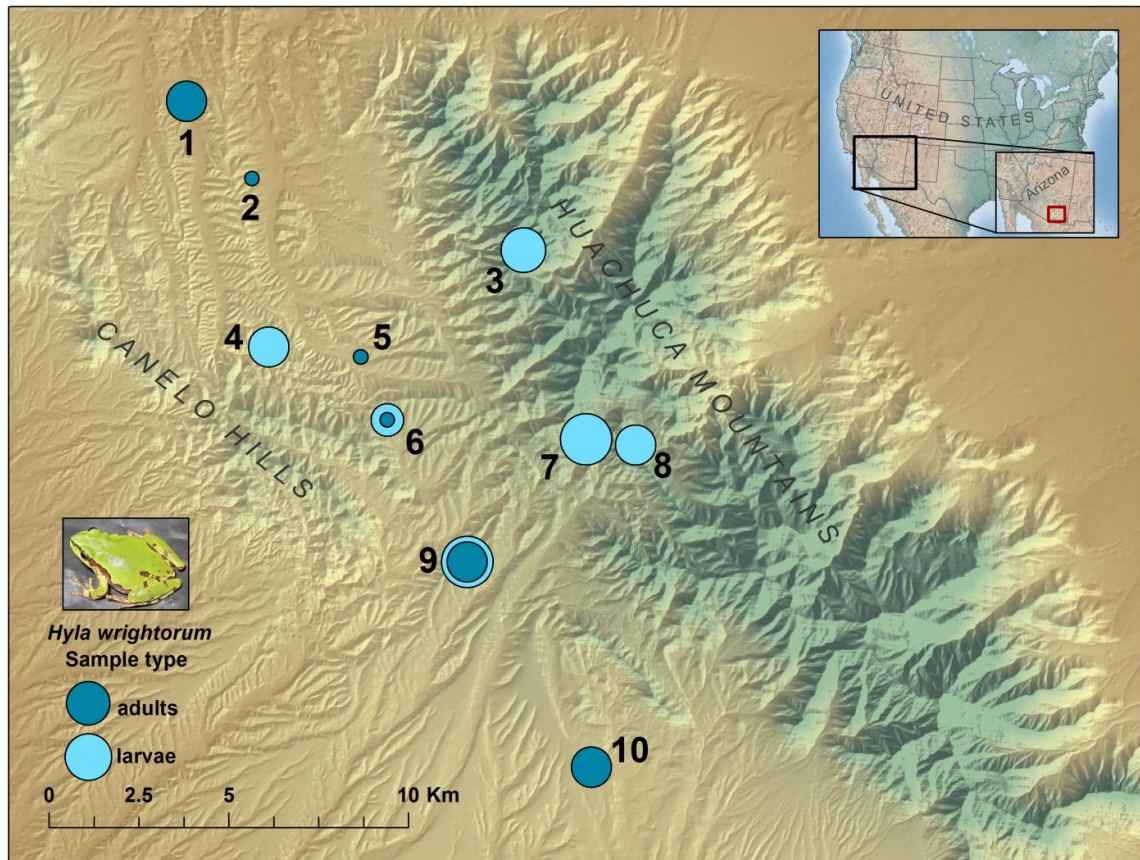 UNITED STATES
Arizona
1
2
HUACHUCA MOUNTAINS
3
4
5
CANELO HILLS
6
7
8
9
Hyla wrightorum
Sample type
adults
larvae
10
0 2.5 5 10 Km